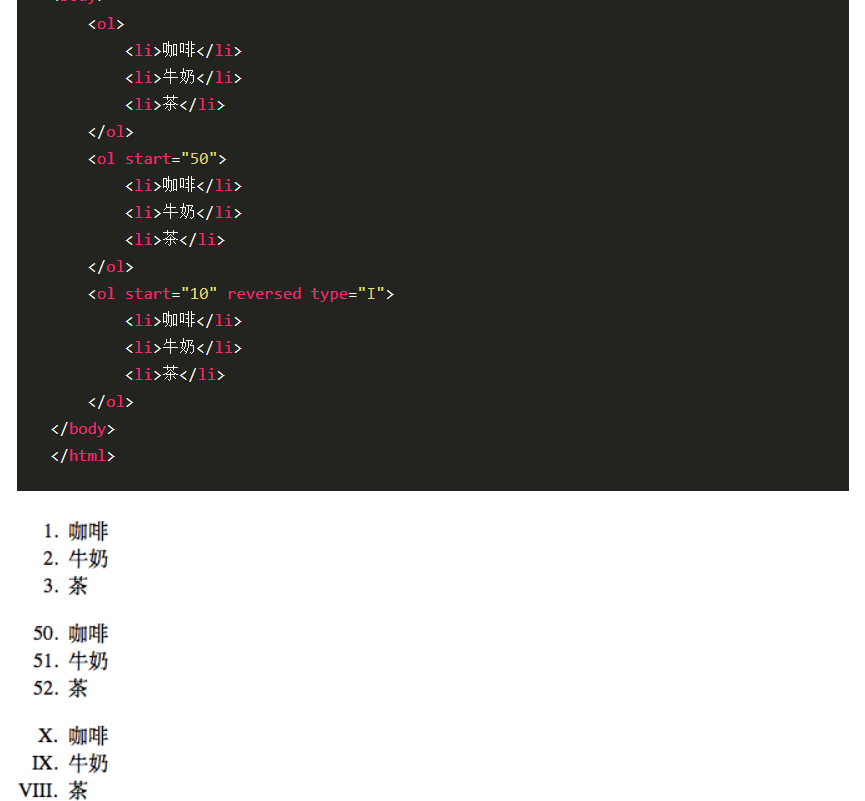 <body>
<ol>
<li>咖啡</li>
<li>牛奶</li>
<li>茶</li>
</ol>
<ol start="50">
<li>咖啡</li>
<li>牛奶</li>
<li>茶</li>
</ol>
<ol start="10" reversed type="I">
<li>咖啡</li>
<li>牛奶</li>
<li>茶</li>
</ol>
</body>
</html>
1. 咖啡
2. 牛奶
3. 茶
50. 咖啡
51. 牛奶
52. 茶
X. 咖啡
IX. 牛奶
VIII. 茶